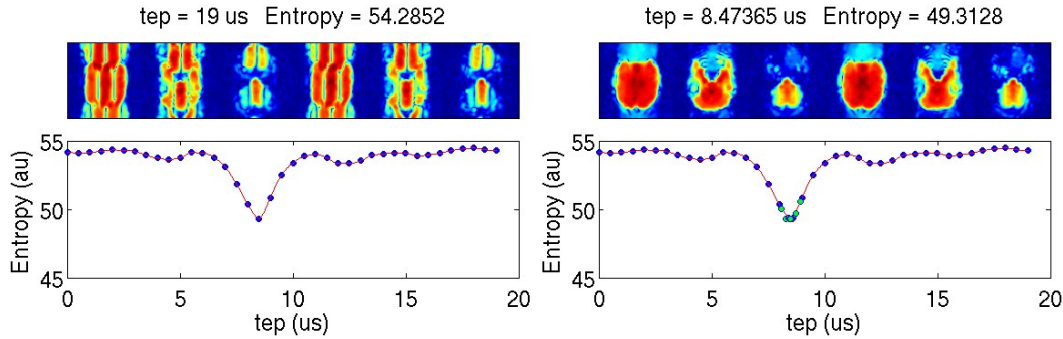 tep = 19 us Entropy = 54.2852
55
50
45
Entropy (au)
0 5 10 15 20
tep (us)
tep = 8.47365 us Entropy = 49.3128
55
50
45
Entropy (au)
0 5 10 15 20
tep (us)